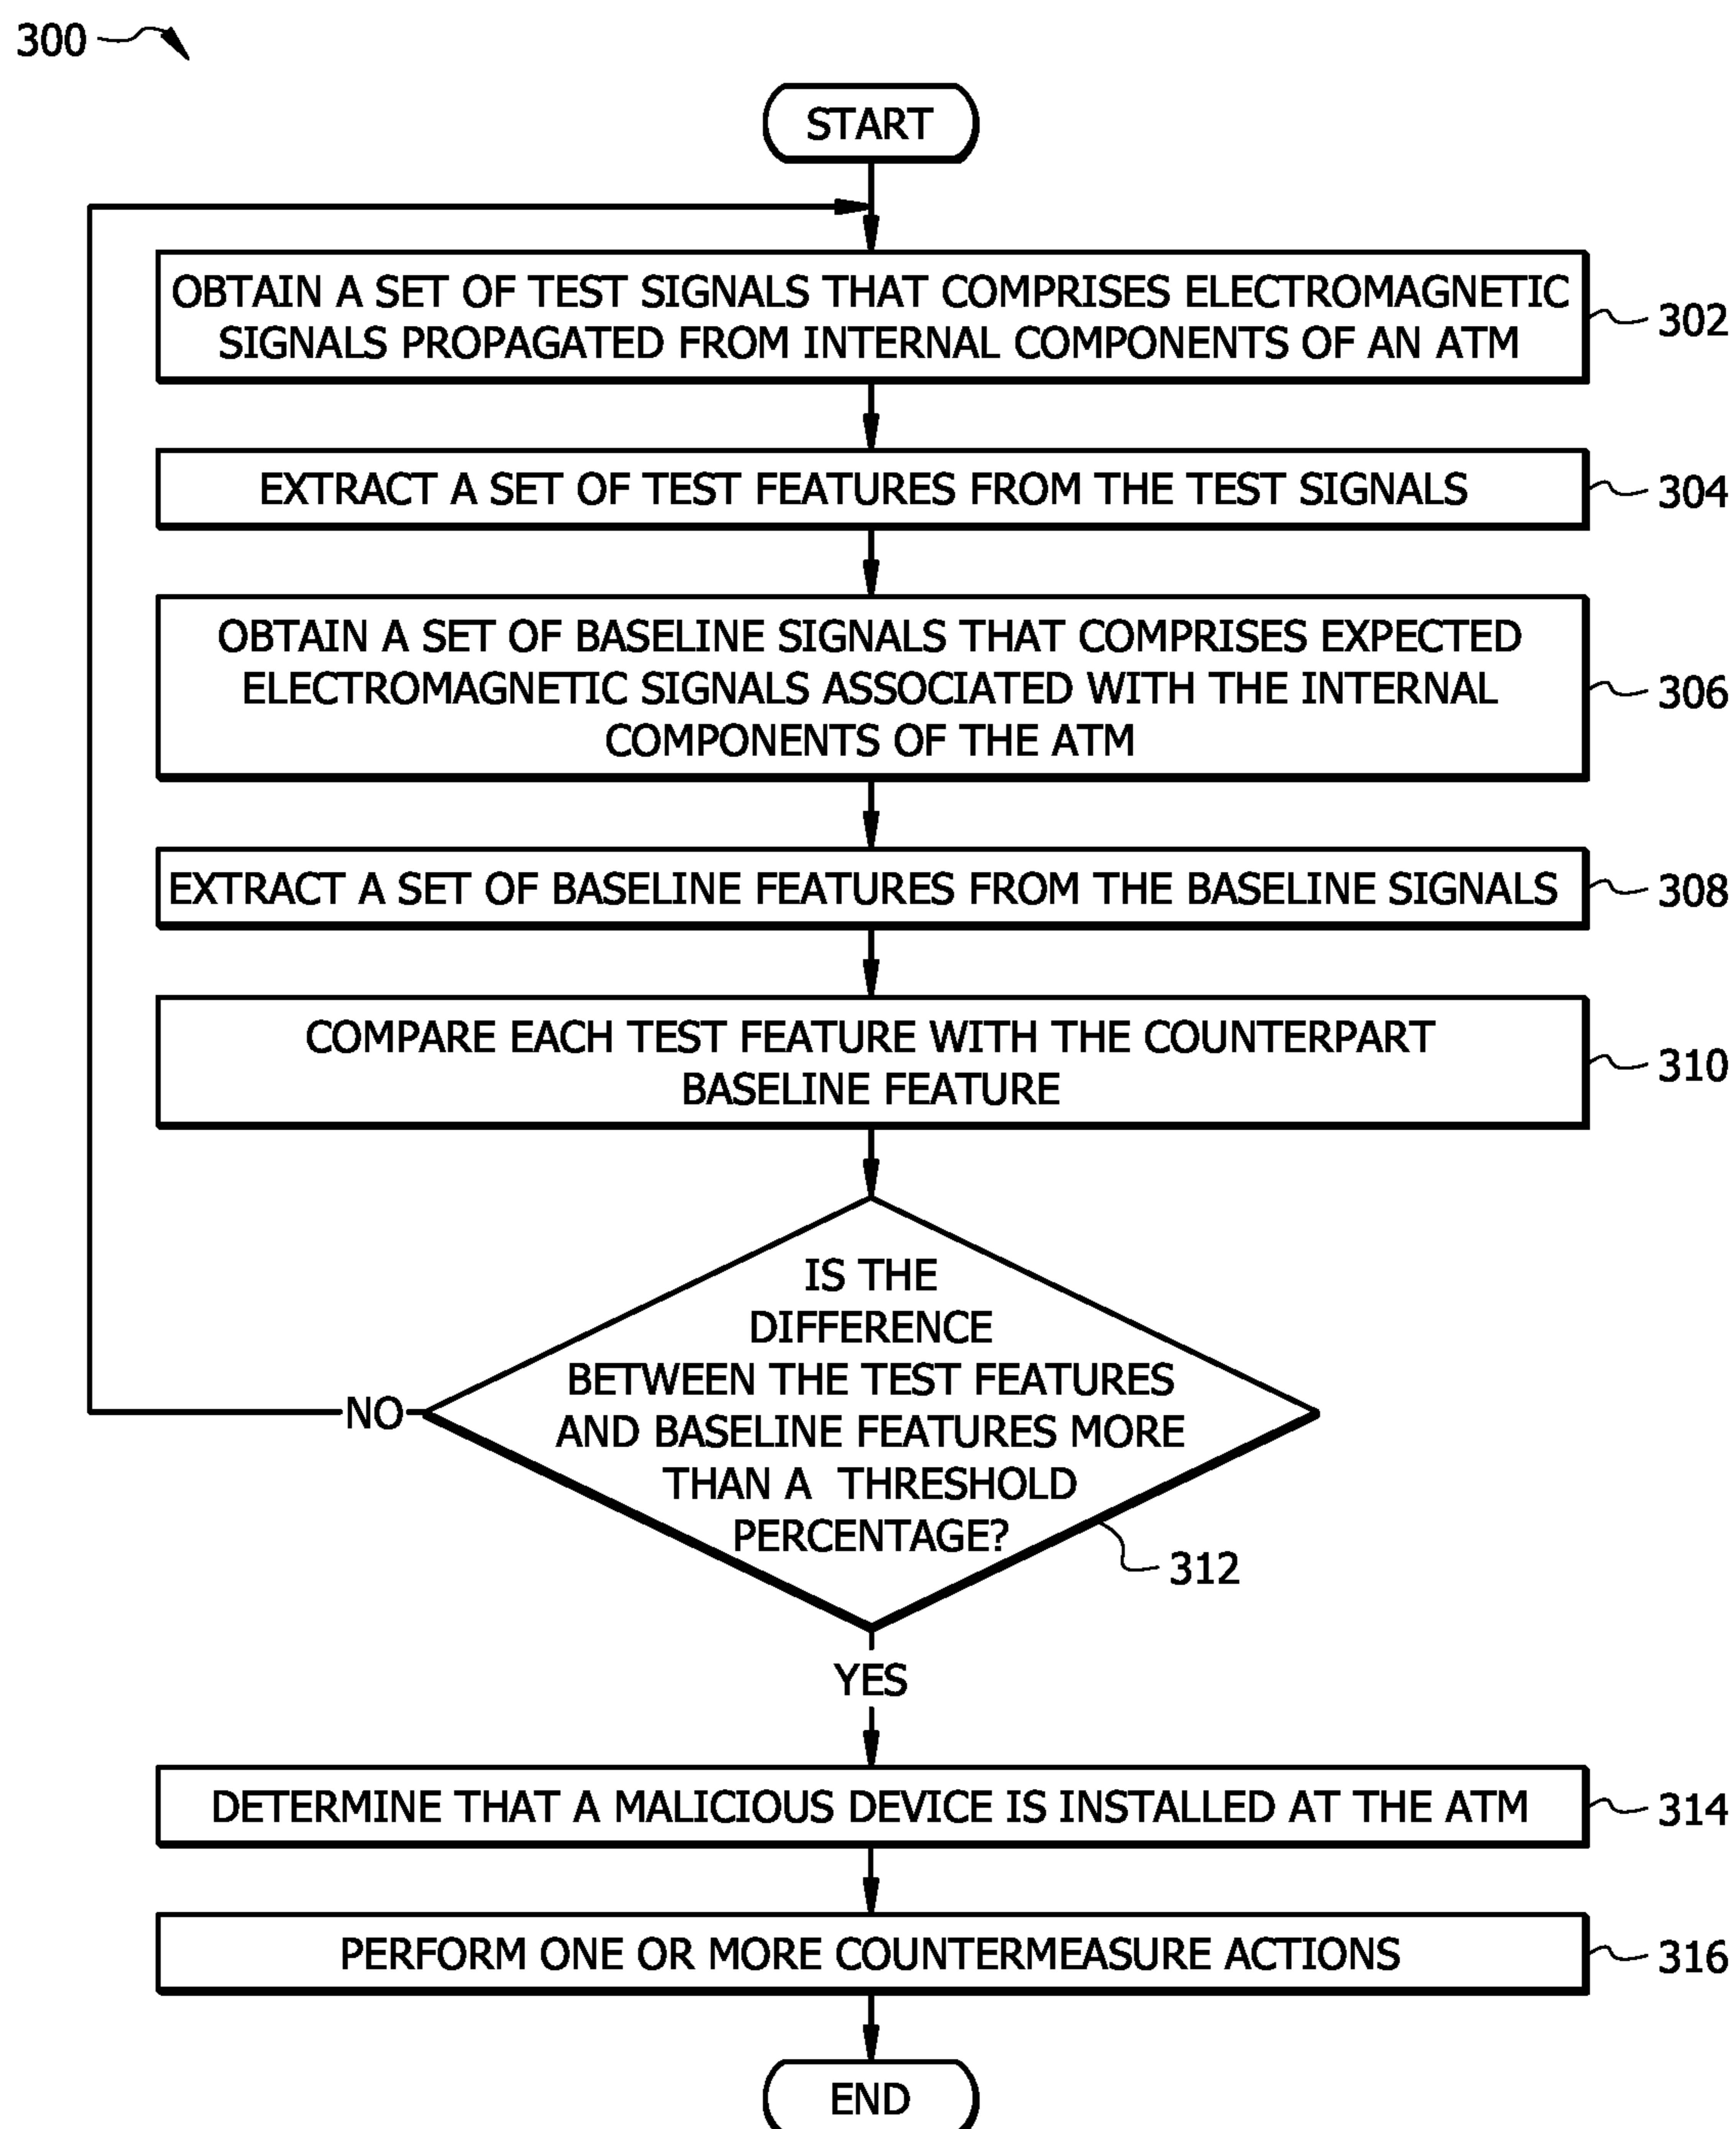 300
START
OBTAIN A SET OF TEST SIGNALS THAT COMPRISES ELECTROMAGNETIC
SIGNALS PROPAGATED FROM INTERNAL COMPONENTS OF AN ATM
302
EXTRACT A SET OF TEST FEATURES FROM THE TEST SIGNALS
304
OBTAIN A SET OF BASELINE SIGNALS THAT COMPRISES EXPECTED
ELECTROMAGNETIC SIGNALS ASSOCIATED WITH THE INTERNAL
COMPONENTS OF THE ATM
306
EXTRACT A SET OF BASELINE FEATURES FROM THE BASELINE SIGNALS
308
COMPARE EACH TEST FEATURE WITH THE COUNTERPART
BASELINE FEATURE
310
IS THE
DIFFERENCE
BETWEEN THE TEST FEATURES
AND BASELINE FEATURES MORE
THAN A THRESHOLD
PERCENTAGE?
312
NO
YES
DETERMINE THAT A MALICIOUS DEVICE IS INSTALLED AT THE ATM
314
PERFORM ONE OR MORE COUNTERMEASURE ACTIONS
316
END